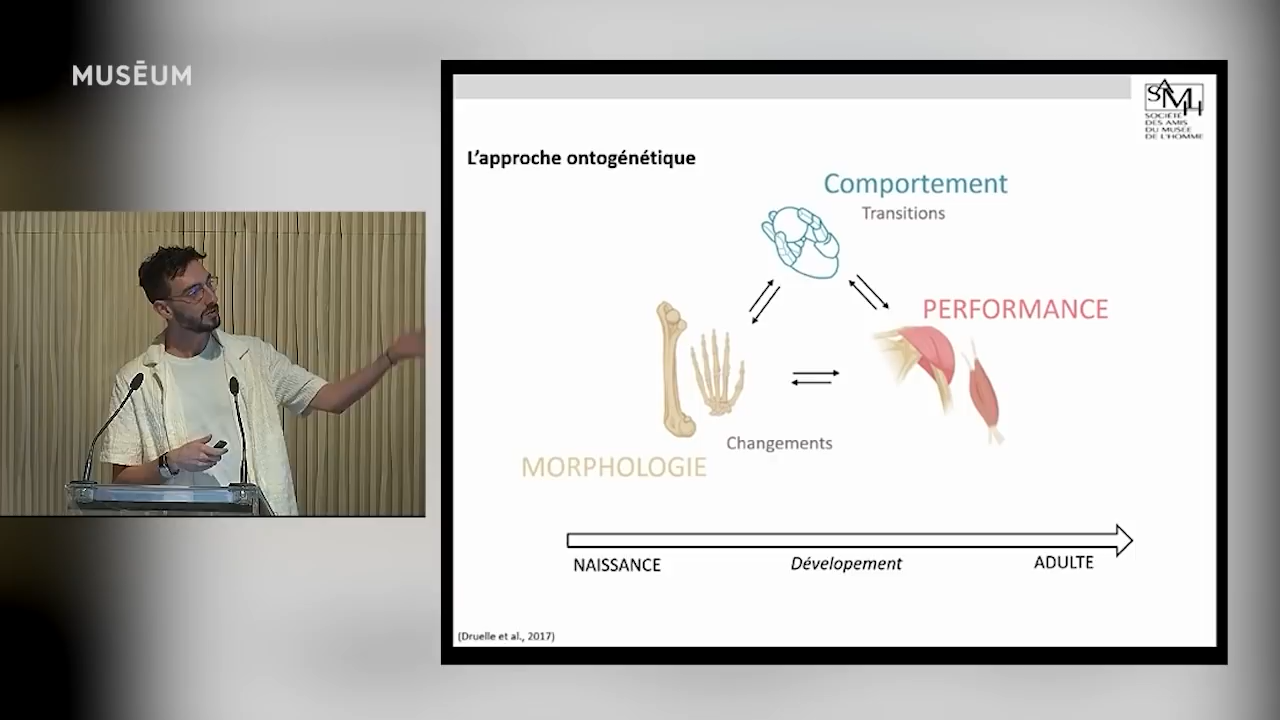 MUSĒUM
SAMH
SOCIÉTÉ
DES AMIS
DU MUSÉE
DE L'HOMME
L'approche ontogénétique
Comportement
Transitions
PERFORMANCE
Changements
MORPHOLOGIE
NAISSANCE
Dévelopement
ADULTE
(Druelle et al., 2017)